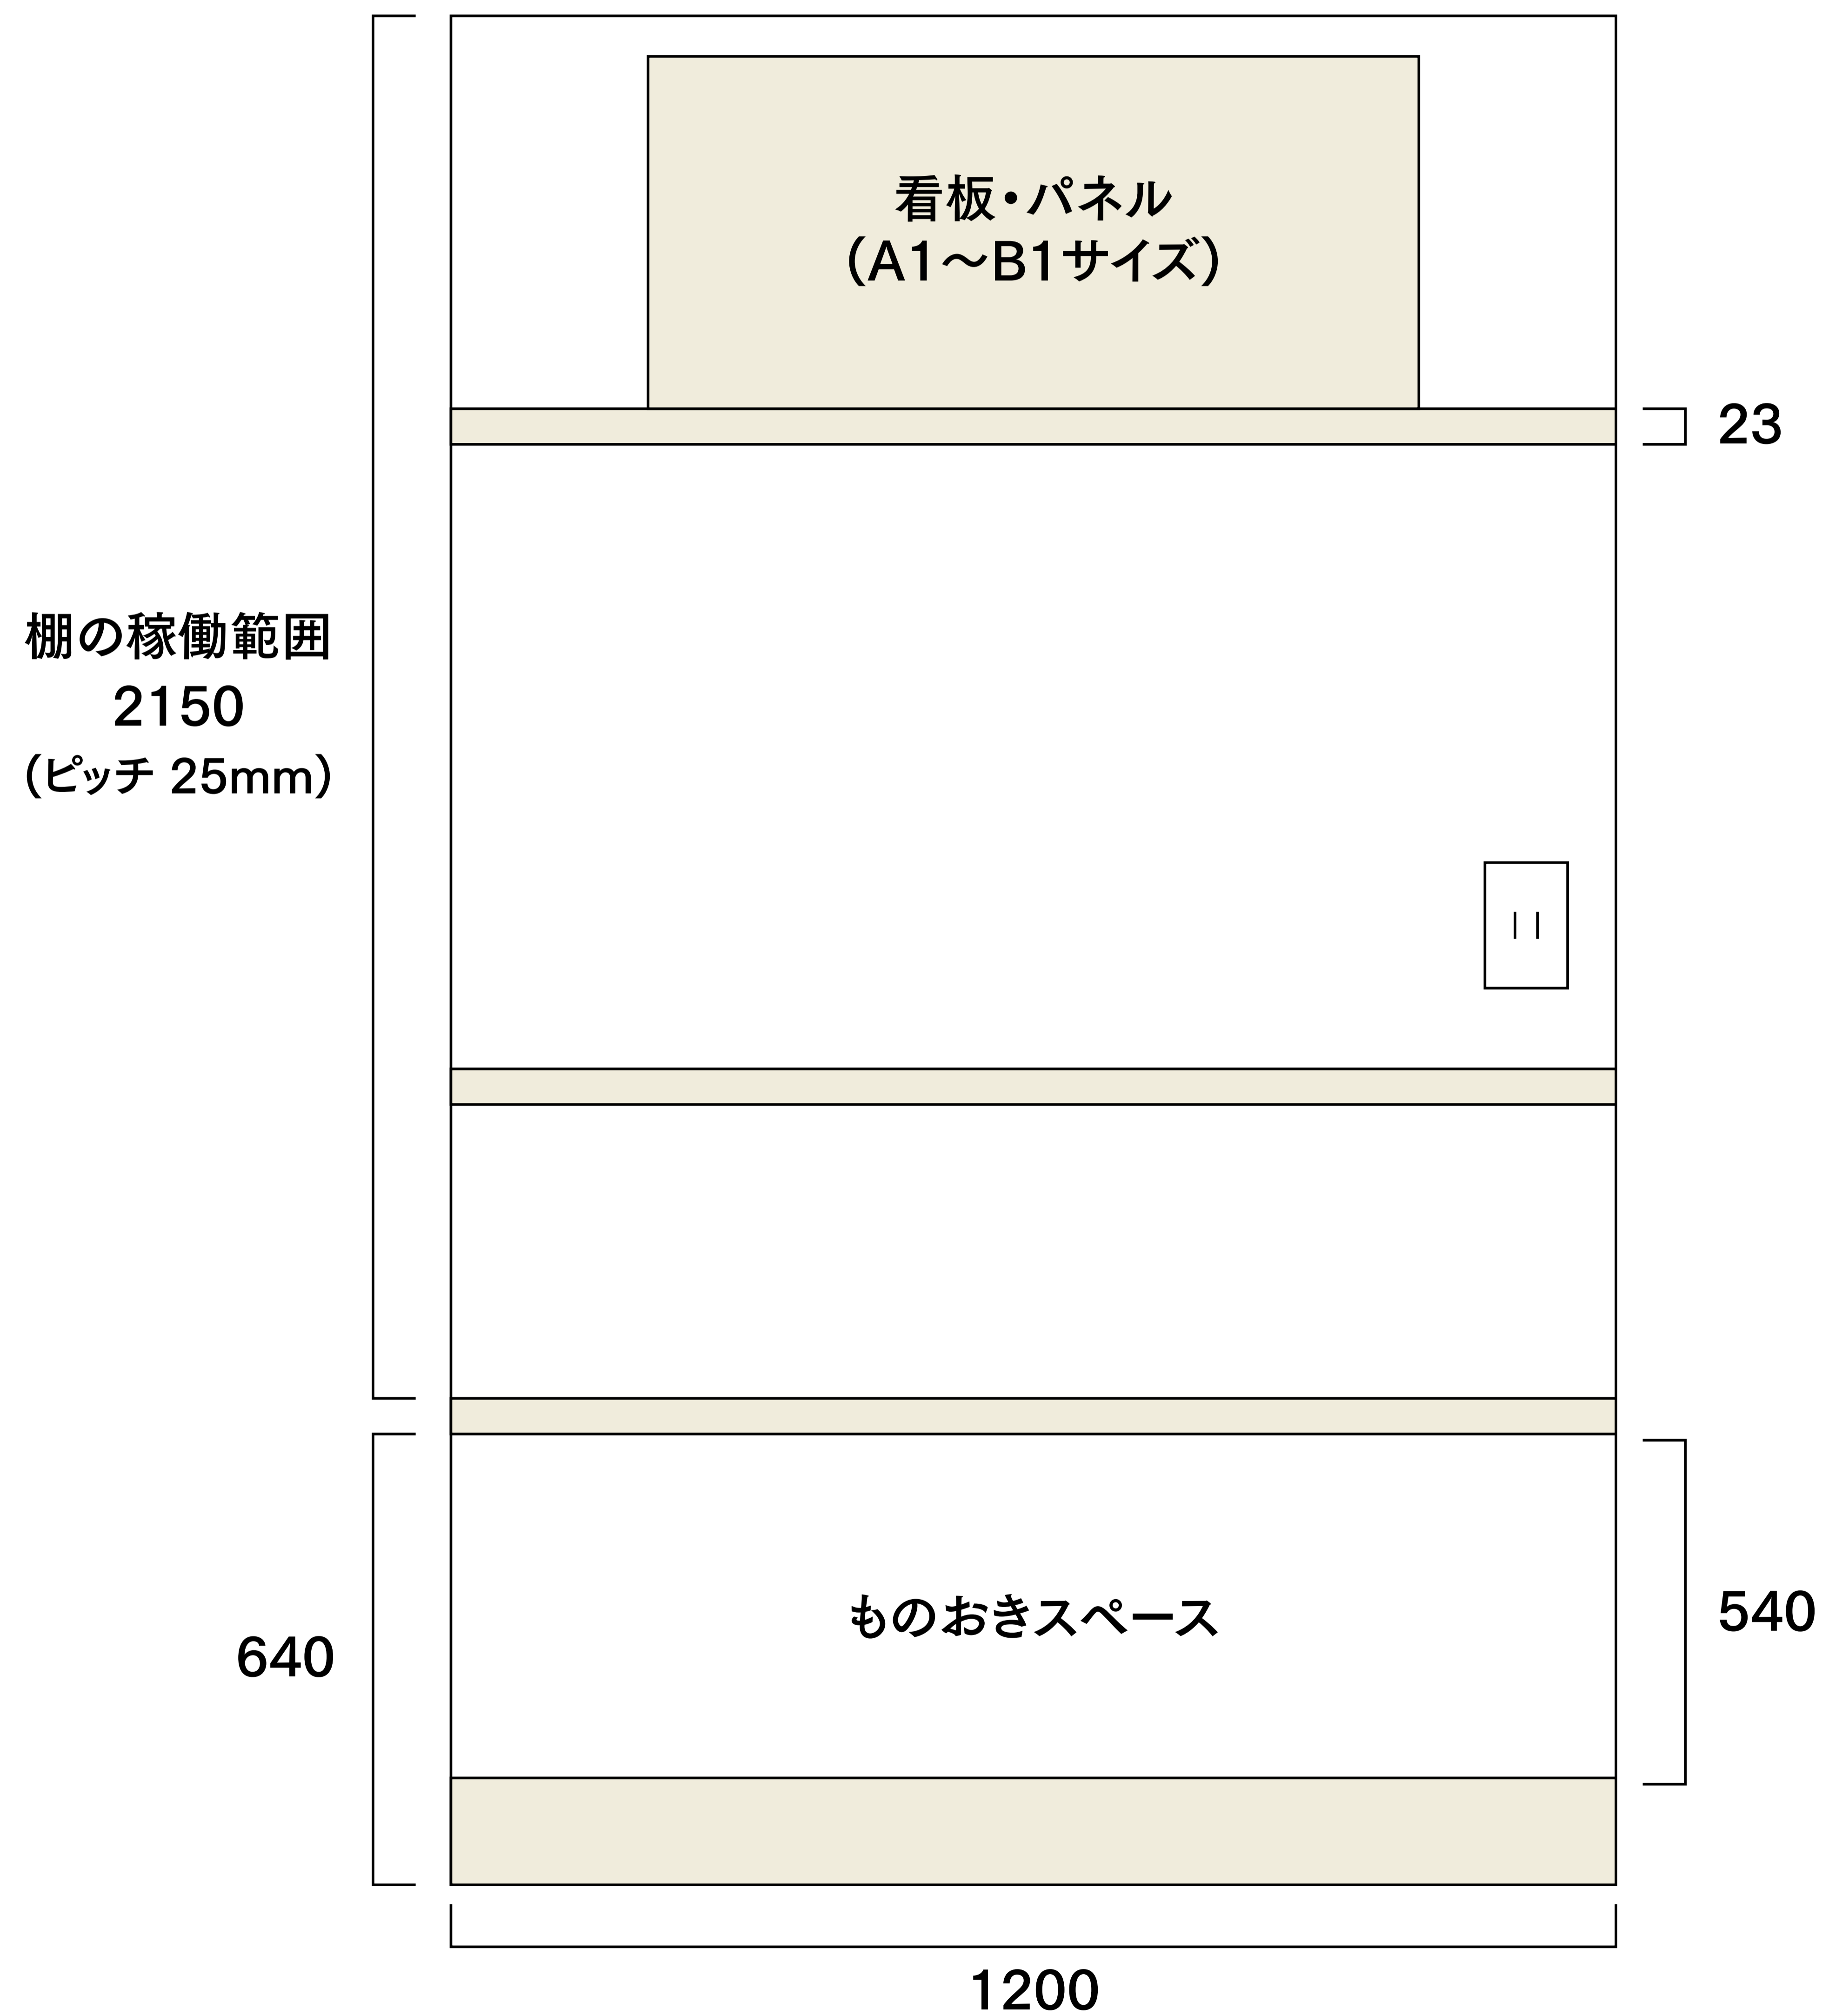 看板・パネル
（A1〜B1サイズ）
23
棚の稼働範囲
2150
（ピッチ 25mm）
ものおきスペース
540
640
1200